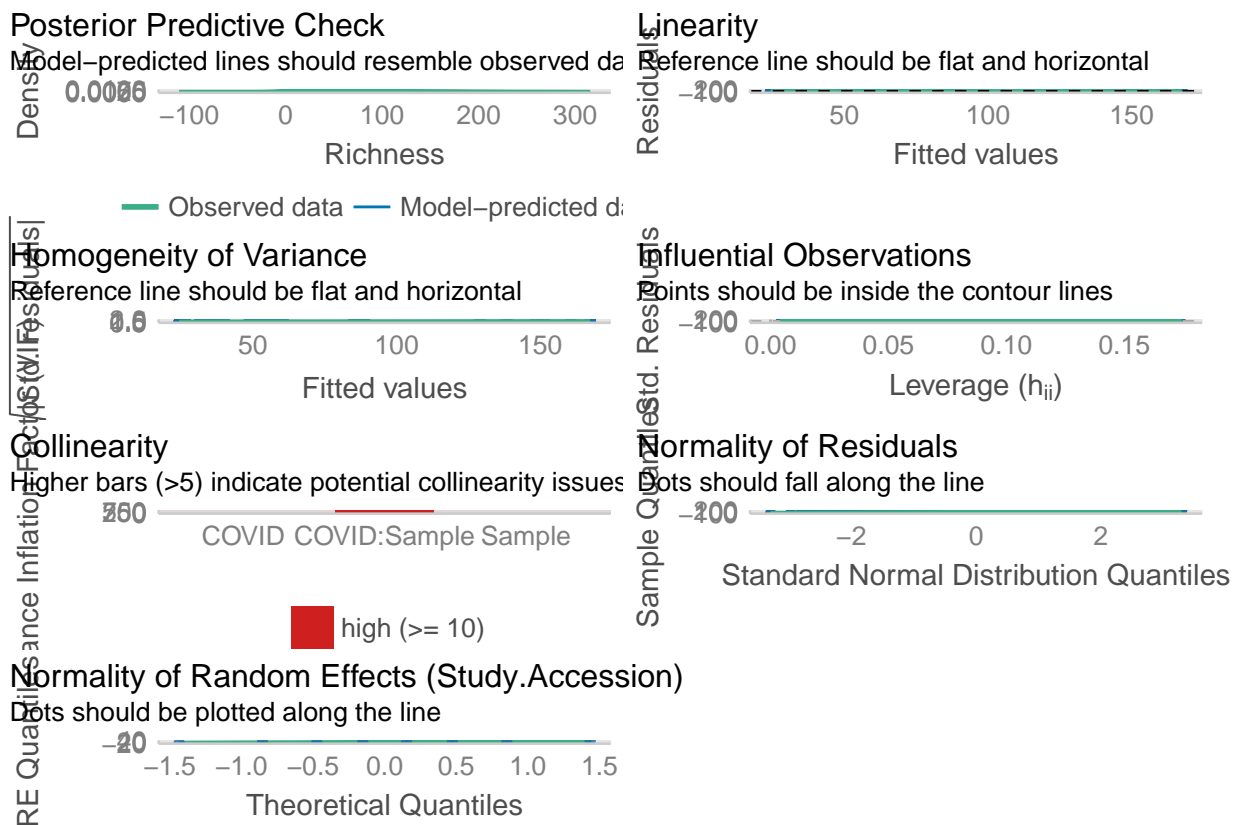 Posterior Predictive Check
Model−predicted lines should resemble observed da
Density
−100 0 100 200 300
Richness
Observed data Model−predicted da
Linearity
Reference line should be flat and horizontal
Residuals
50 100 150
Fitted values
Homogeneity of Variance
Reference line should be flat and horizontal
50 100 150
Fitted values
Influential Observations
Points should be inside the contour lines
Std. Residuals
0.00 0.05 0.10 0.15
Leverage (hii)
Collinearity
Higher bars (>5) indicate potential collinearity issues
COVID COVID:Sample Sample
high (>= 10)
Normality of Residuals
Dots should fall along the line
Sample Quantiles
−2 0 2
Standard Normal Distribution Quantiles
Normality of Random Effects (Study.Accession)
Dots should be plotted along the line
RE Quantiles
−1.5 −1.0 −0.5 0.0 0.5 1.0 1.5
Theoretical Quantiles